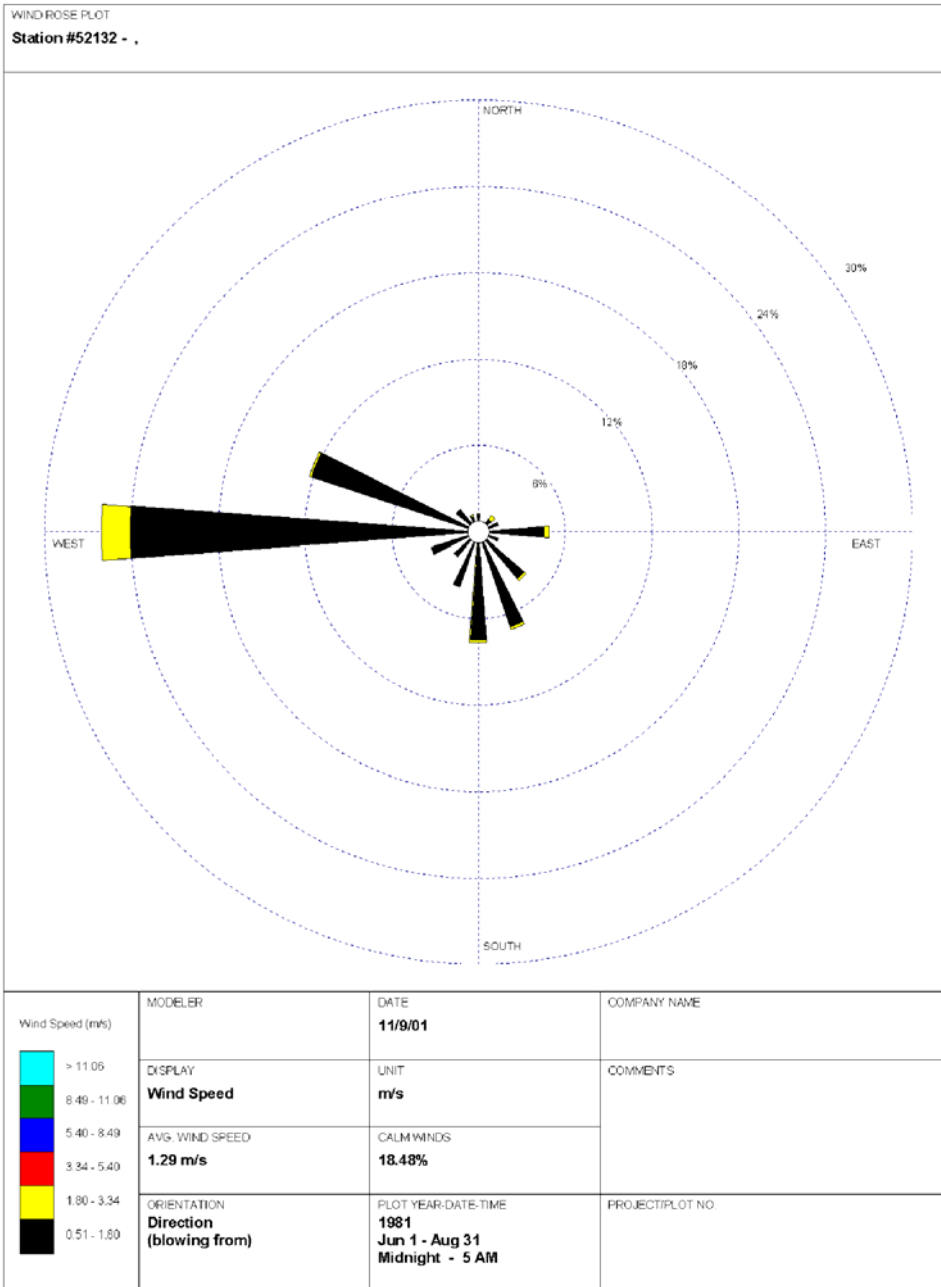 WIND ROSE PLOT
Station #52132 - ,
NORTH
30%
24%
18%
12%
6%
WEST
EAST
SOUTH
Wind Speed (m/s)
> 11.06
8.49 - 11.06
5.40 - 8.49
3.34 - 5.40
1.80 - 3.34
0.51 - 1.80
MODELER
DATE
11/9/01
COMPANY NAME
DISPLAY
Wind Speed
UNIT
m/s
COMMENTS
AVG. WIND SPEED
1.29 m/s
CALM WINDS
18.48%
ORIENTATION
Direction
(blowing from)
PLOT YEAR-DATE-TIME
1981
Jun 1 - Aug 31
Midnight - 5 AM
PROJECT/PLOT NO.